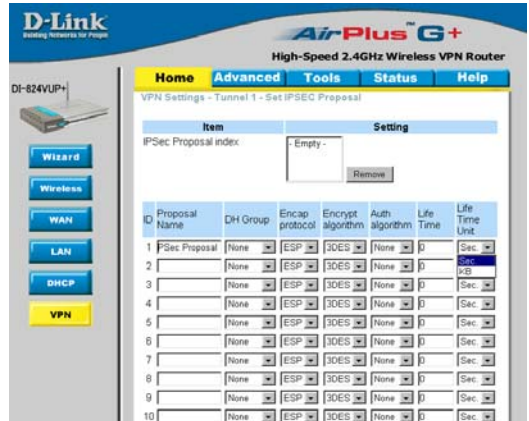 D-Link
Building Networks for People
AirPlus G+
TM
High-Speed 2.4GHz Wireless VPN Router
DI-824VUP+
Home Advanced Tools Status Help
VPN Settings - Tunnel 1 - Set IPSEC Proposal
Item Setting
IPSec Proposal index - Empty -
Remove
Wizard
Wireless
WAN
LAN
DHCP
VPN
ID Proposal Name DH Group Encap protocol Encrypt algorithm Auth algorithm Life Time Life Time Unit
1 PSec Proposal None ESP 3DES None 0 Sec.
Sec.
KB
2 None ESP 3DES None 0
3 None ESP 3DES None 0 Sec.
4 None ESP 3DES None 0 Sec.
5 None ESP 3DES None 0 Sec.
6 None ESP 3DES None 0 Sec.
7 None ESP 3DES None 0 Sec.
8 None ESP 3DES None 0 Sec.
9 None ESP 3DES None 0 Sec.
10 None ESP 3DES None 0 Sec.